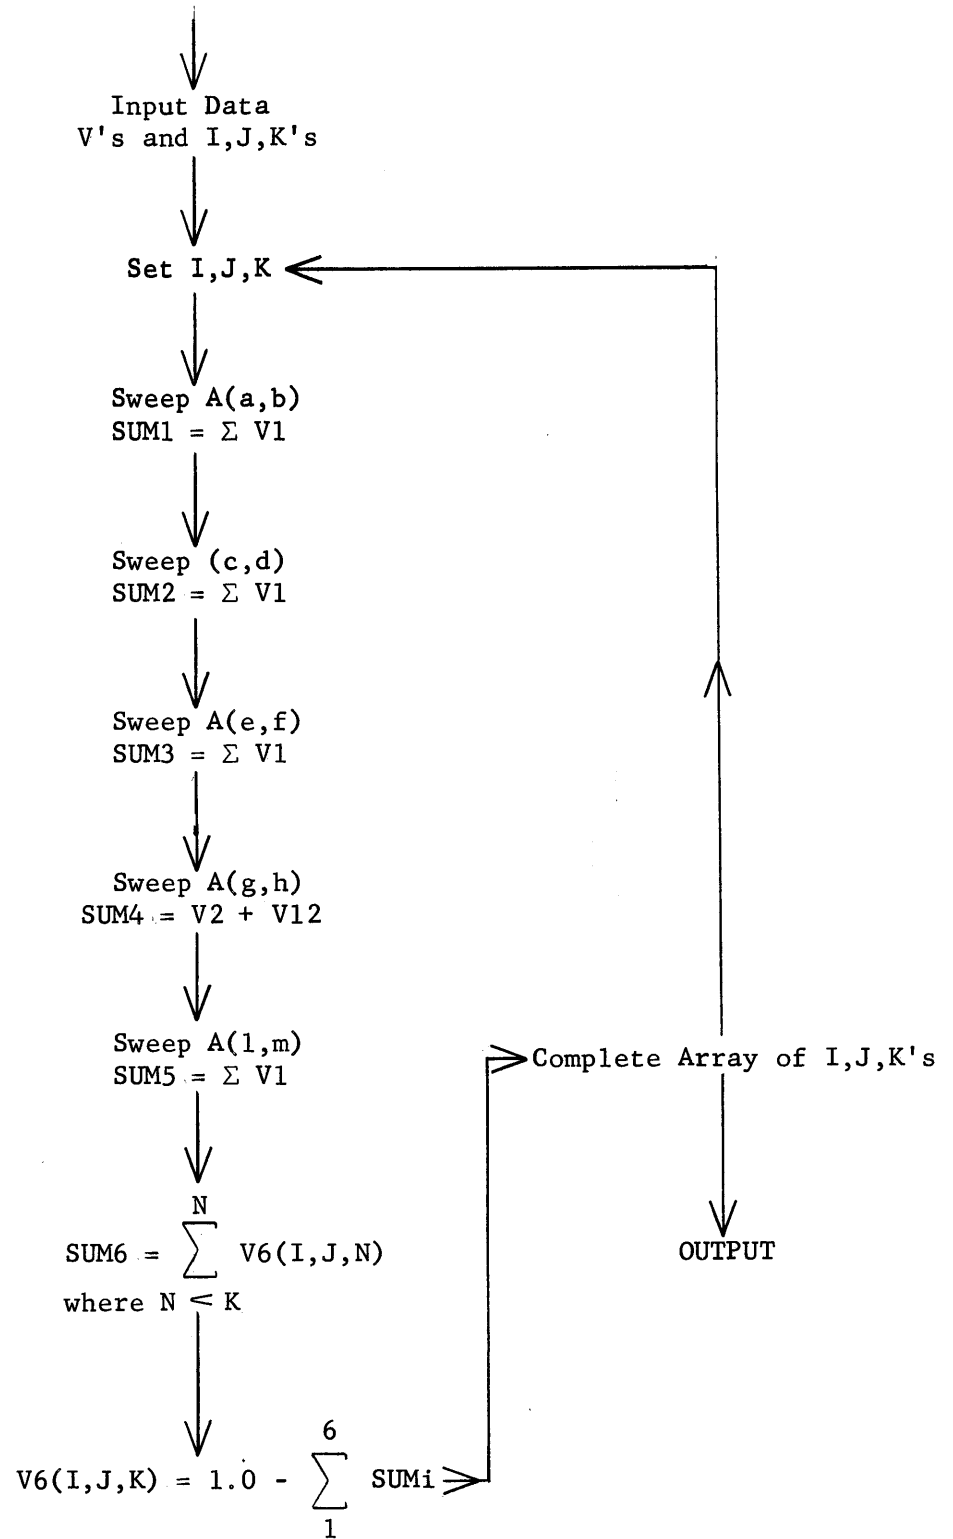 Input Data
V's and I,J,K's
Set I,J,K
Sweep A(a,b)
SUM1 = Σ V1
Sweep (c,d)
SUM2 = Σ V1
Sweep A(e,f)
SUM3 = Σ V1
Sweep A(g,h)
SUM4 = V2 + V12
Sweep A(l,m)
SUM5 = Σ V1
N
SUM6 = ∑ V6(I,J,N)
where N < K
6
V6(I,J,K) = 1.0 - ∑ SUMi
1
Complete Array of I,J,K's
OUTPUT